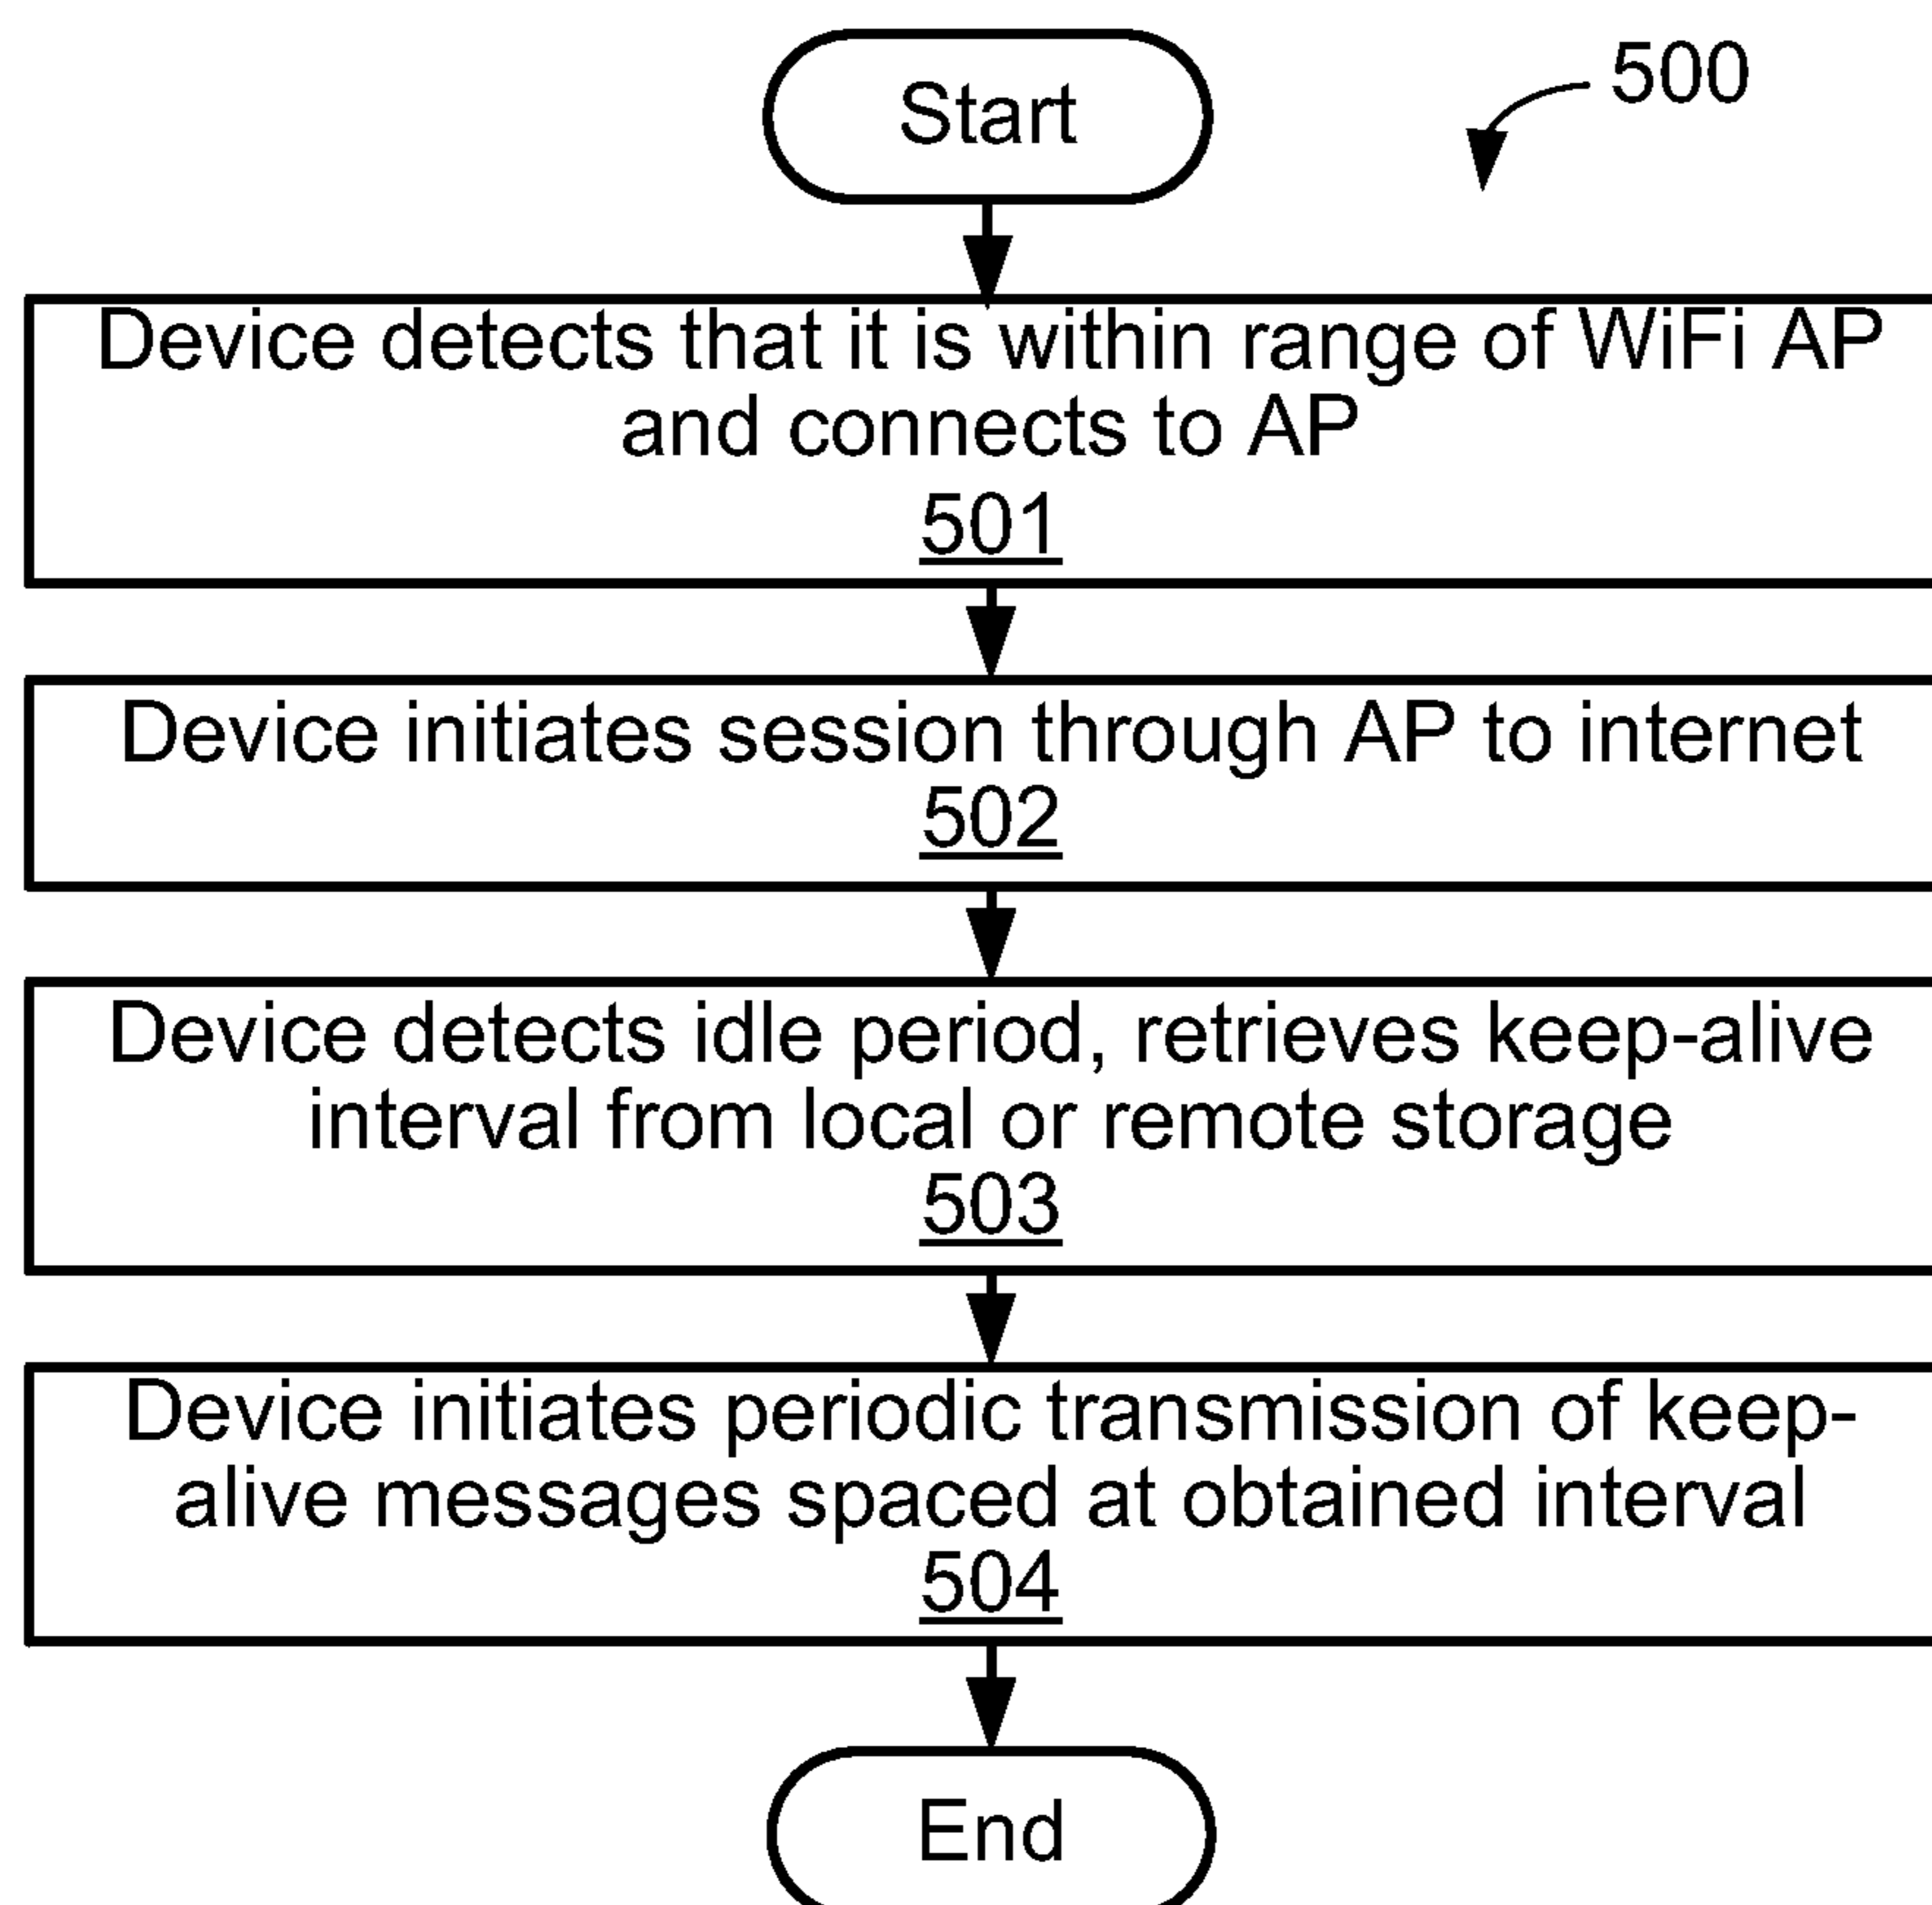 Start
500
Device detects that it is within range of WiFi AP
and connects to AP
501
Device initiates session through AP to internet
502
Device detects idle period, retrieves keep-alive
interval from local or remote storage
503
Device initiates periodic transmission of keep-
alive messages spaced at obtained interval
504
End